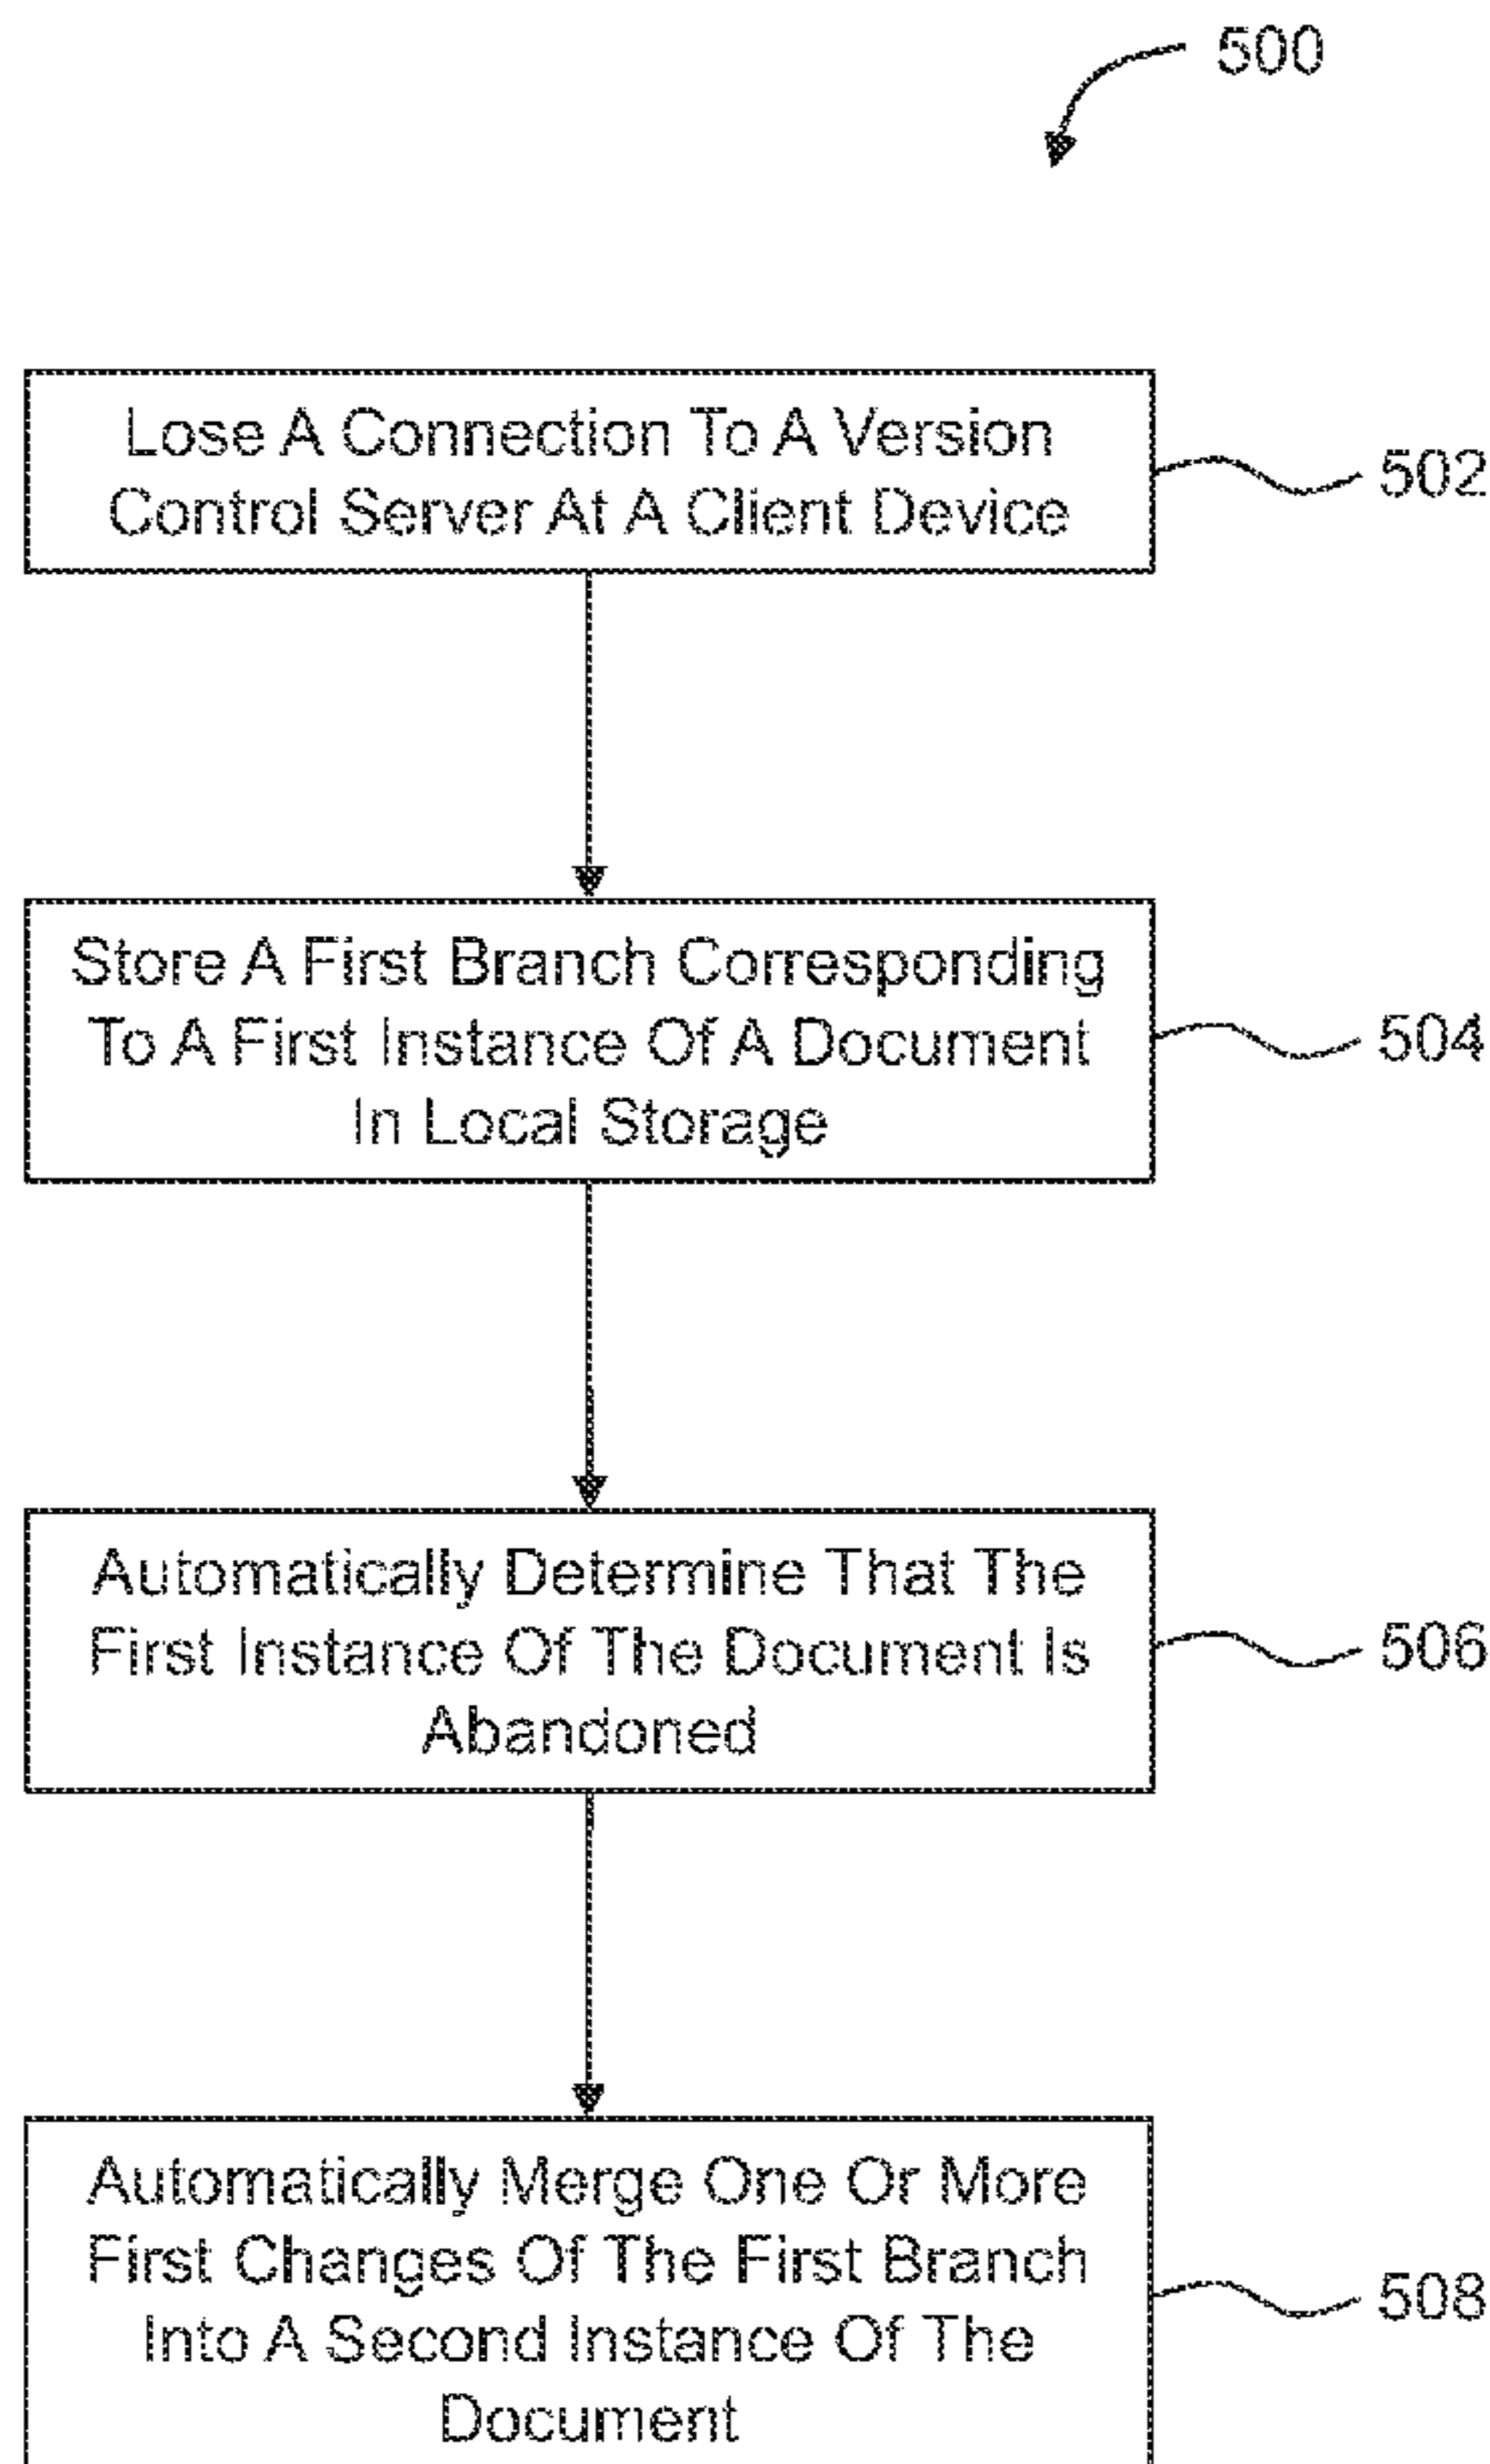 500
Lose A Connection To A Version
Control Server At A Client Device
502
Store A First Branch Corresponding
To A First Instance Of A Document
In Local Storage
504
Automatically Determine That The
First Instance Of The Document Is
Abandoned
506
Automatically Merge One Or More
First Changes Of The First Branch
Into A Second Instance Of The
Document
508